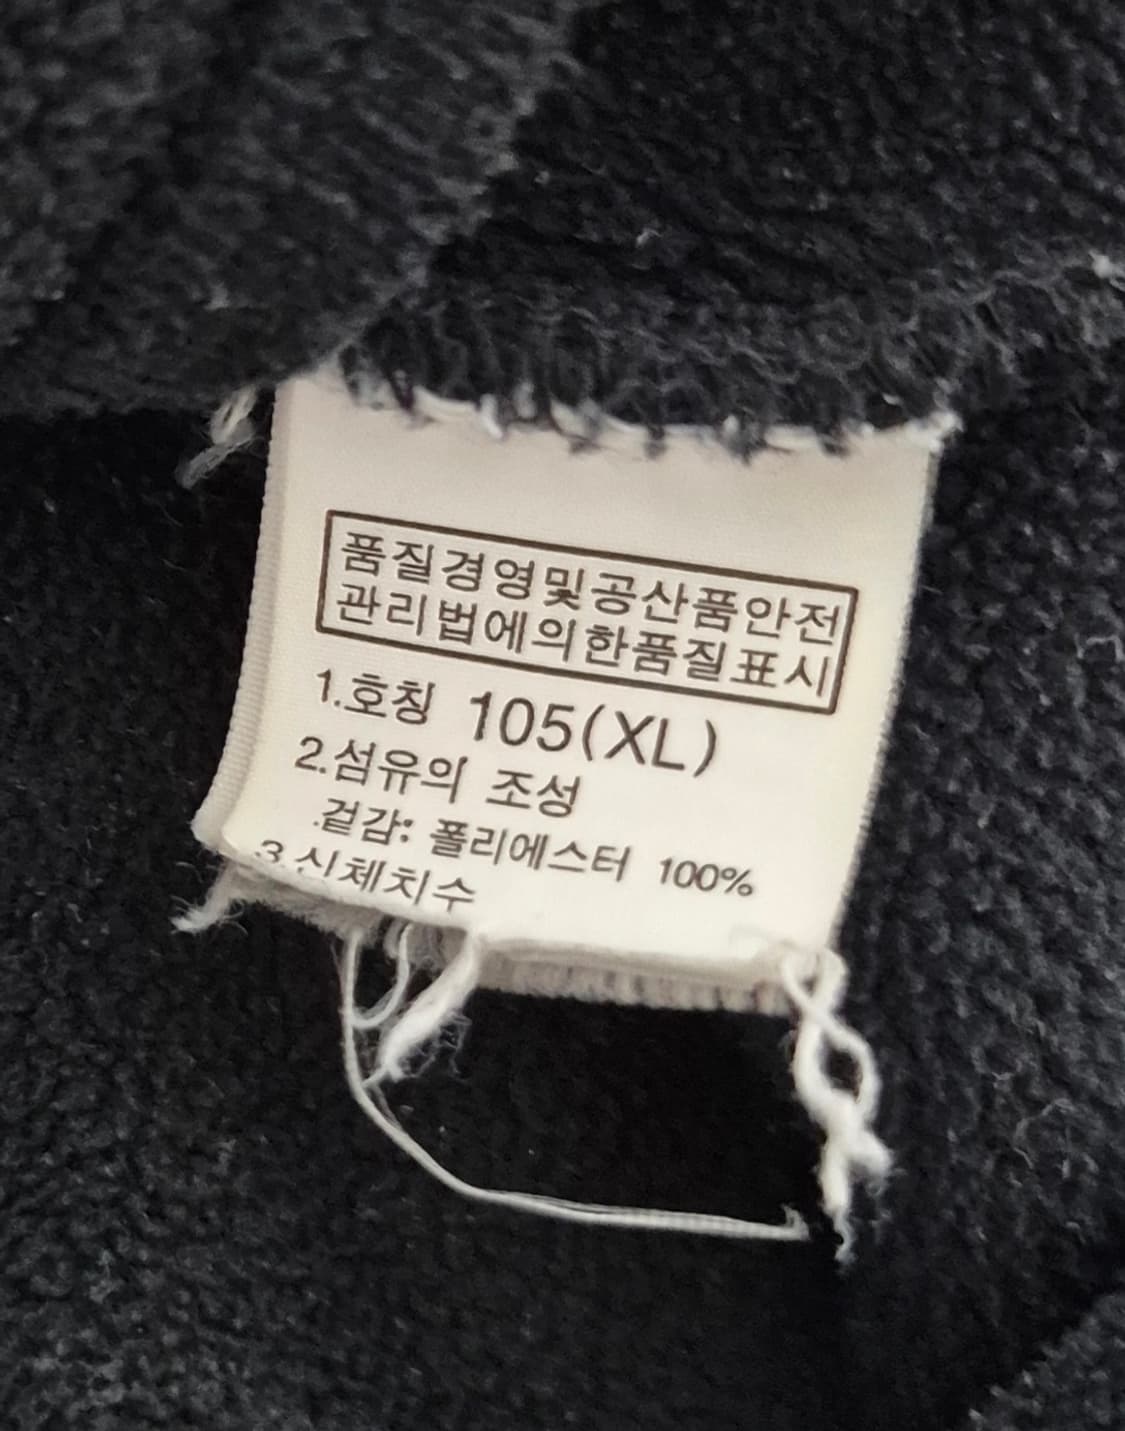 품질경영및공산품안전
관리법에의한품질표시
1.호칭 105(XL)
2.섬유의 조성
.겉감: 폴리에스터 100%
3.신체치수